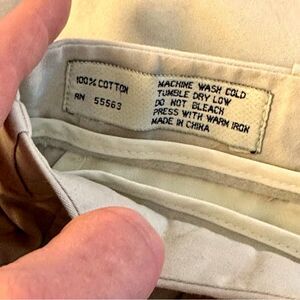 100% COTTON
RN 55563
MACHINE WASH COLD
TUMBLE DRY LOW
DO NOT BLEACH
PRESS WITH WARM IRON
MADE IN CHINA